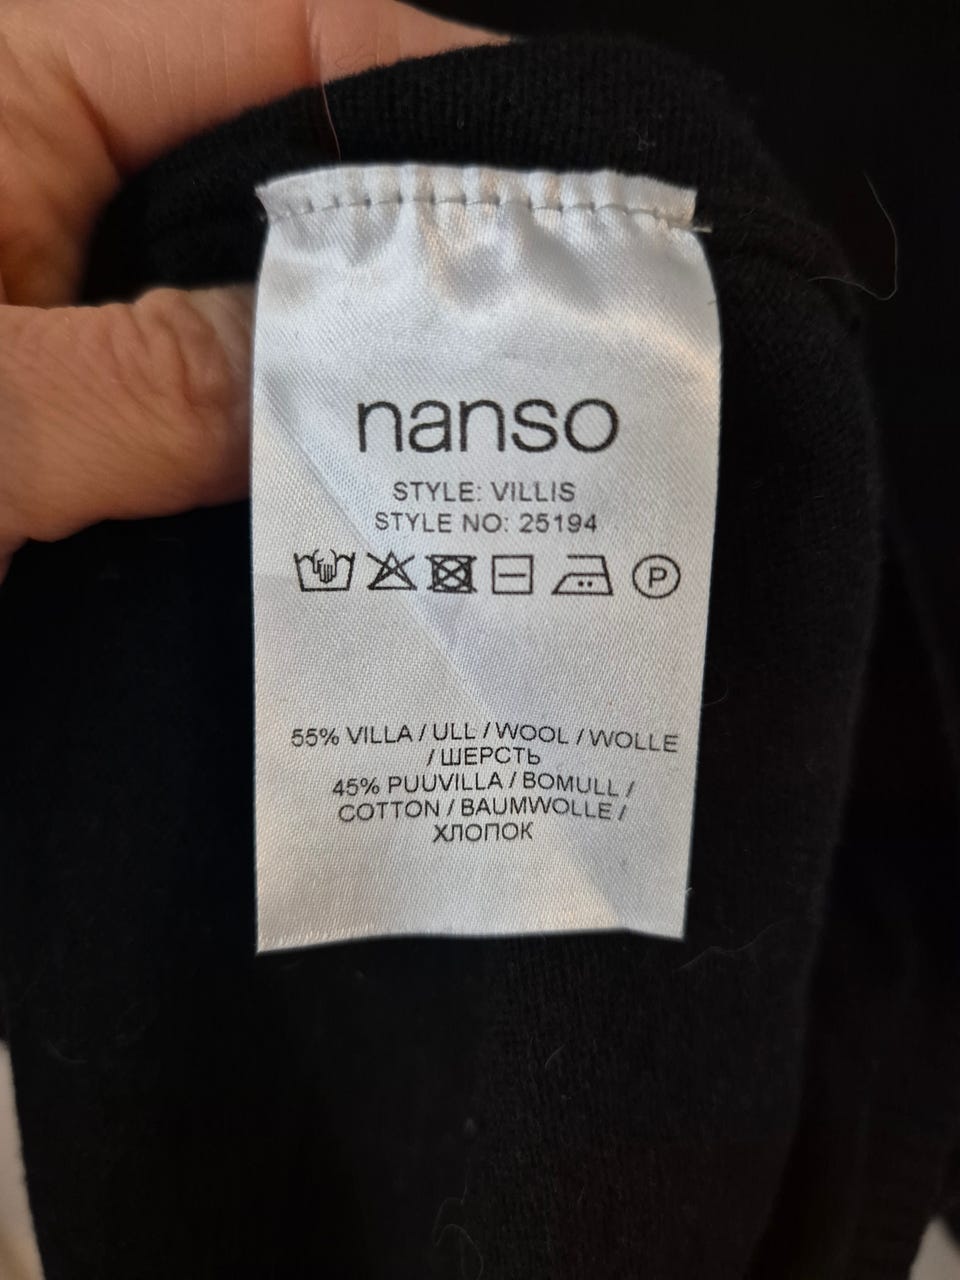 nanso
STYLE: VILLIS
STYLE NO: 25194
P
55% VILLA / ULL / WOOL / WOLLE
/ ШЕРСТЬ
45% PUUVILLA / BOMULL /
COTTON / BAUMWOLLE /
ХЛОПОК